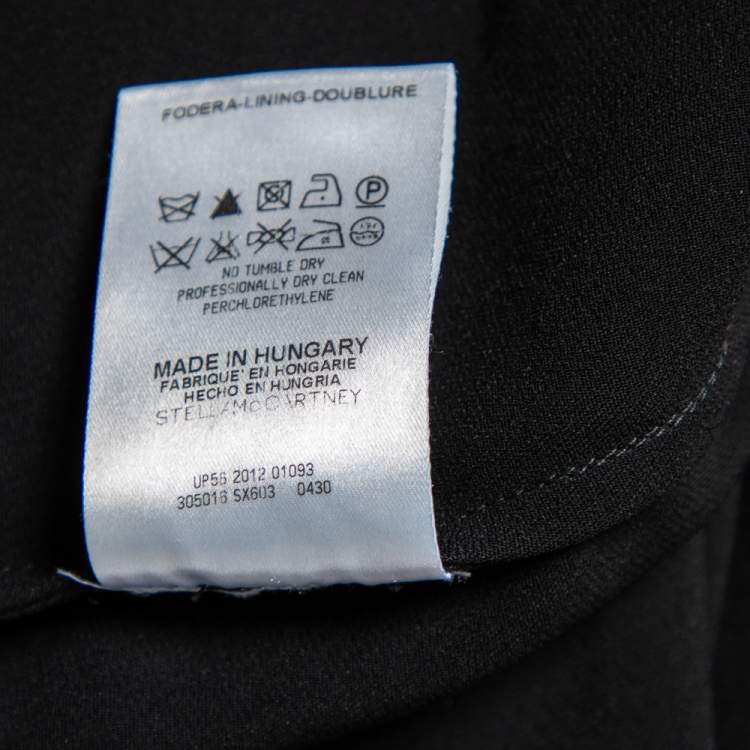 FODERA-LINING-DOUBLURE
P
NO TUMBLE DRY
PROFESSIONALLY DRY CLEAN
PERCHLORETHYLENE
MADE IN HUNGARY
FABRIQUE' EN HONGARIE
HECHO EN HUNGRIA
STELLAMcCARTNEY
UP56 2012 01093
305016 SX603 0430